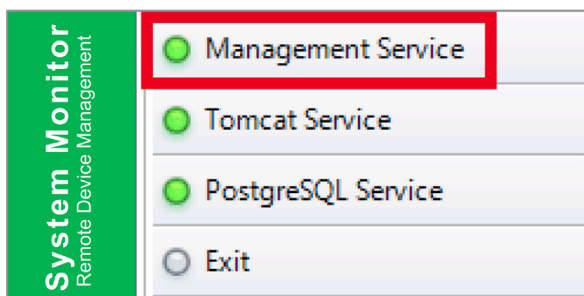 System Monitor
Remote Device Management
Management Service
Tomcat Service
PostgreSQL Service
Exit